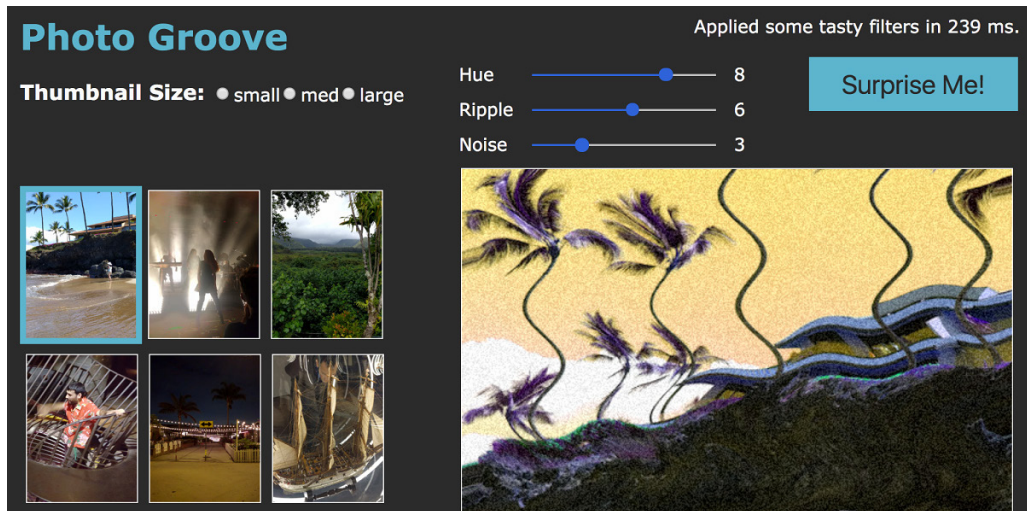 Photo Groove
Applied some tasty filters in 239 ms.
Thumbnail Size: small med large
Hue 8
Ripple 6
Noise 3
Surprise Me!